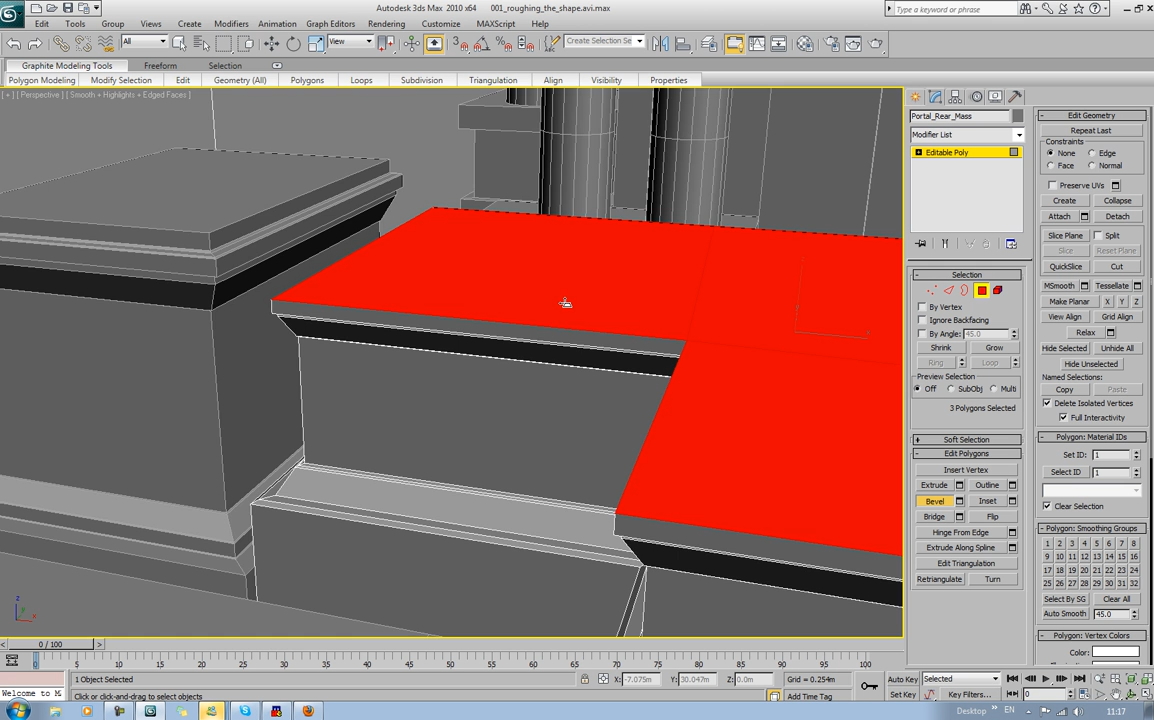 Autodesk 3ds Max 2010 x64    001_roughing_the_shape.avi.max
Type a keyword or phrase
Edit Tools Group Views Create Modifiers Animation Graph Editors Rendering Customize MAXScript Help
All View Create Selection Se
Graphite Modeling Tools Freeform Selection
Polygon Modeling Modify Selection Edit Geometry (All) Polygons Loops Subdivision Triangulation Align Visibility Properties
[ + ] [ Perspective ] [ Smooth + Highlights + Edged Faces ]
Portal_Rear_Mass
Modifier List
Editable Poly
Selection
By Vertex
Ignore Backfacing
By Angle: 45.0
Shrink Grow
Ring Loop
Preview Selection
Off SubObj Multi
3 Polygons Selected
Soft Selection
Edit Polygons
Insert Vertex
Extrude Outline
Bevel Inset
Bridge Flip
Hinge From Edge
Extrude Along Spline
Edit Triangulation
Retriangulate Turn
Edit Geometry
Repeat Last
Constraints
None Edge
Face Normal
Preserve UVs
Create Collapse
Attach Detach
Slice Plane Split
Slice Reset Plane
QuickSlice Cut
MSmooth Tessellate
Make Planar X Y Z
View Align Grid Align
Relax
Hide Selected Unhide All
Hide Unselected
Named Selections:
Copy Paste
Delete Isolated Vertices
Full Interactivity
Polygon: Material IDs
Set ID: 1
Select ID 1
Clear Selection
Polygon: Smoothing Groups
1 2 3 4 5 6 7 8
9 10 11 12 13 14 15 16
17 18 19 20 21 22 23 24
25 26 27 28 29 30 31 32
Select By SG Clear All
Auto Smooth 45.0
Polygon: Vertex Colors
Color:
z
x
0 / 100
0 5 10 15 20 25 30 35 40 45 50 55 60 65 70 75 80 85 90 95 100
1 Object Selected X: -7.075m Y: 30.047m Z: 0.0m Grid = 0.254m Auto Key Selected
Welcome to M Click or click-and-drag to select objects Add Time Tag Set Key Key Filters... 0
Desktop EN 11:17